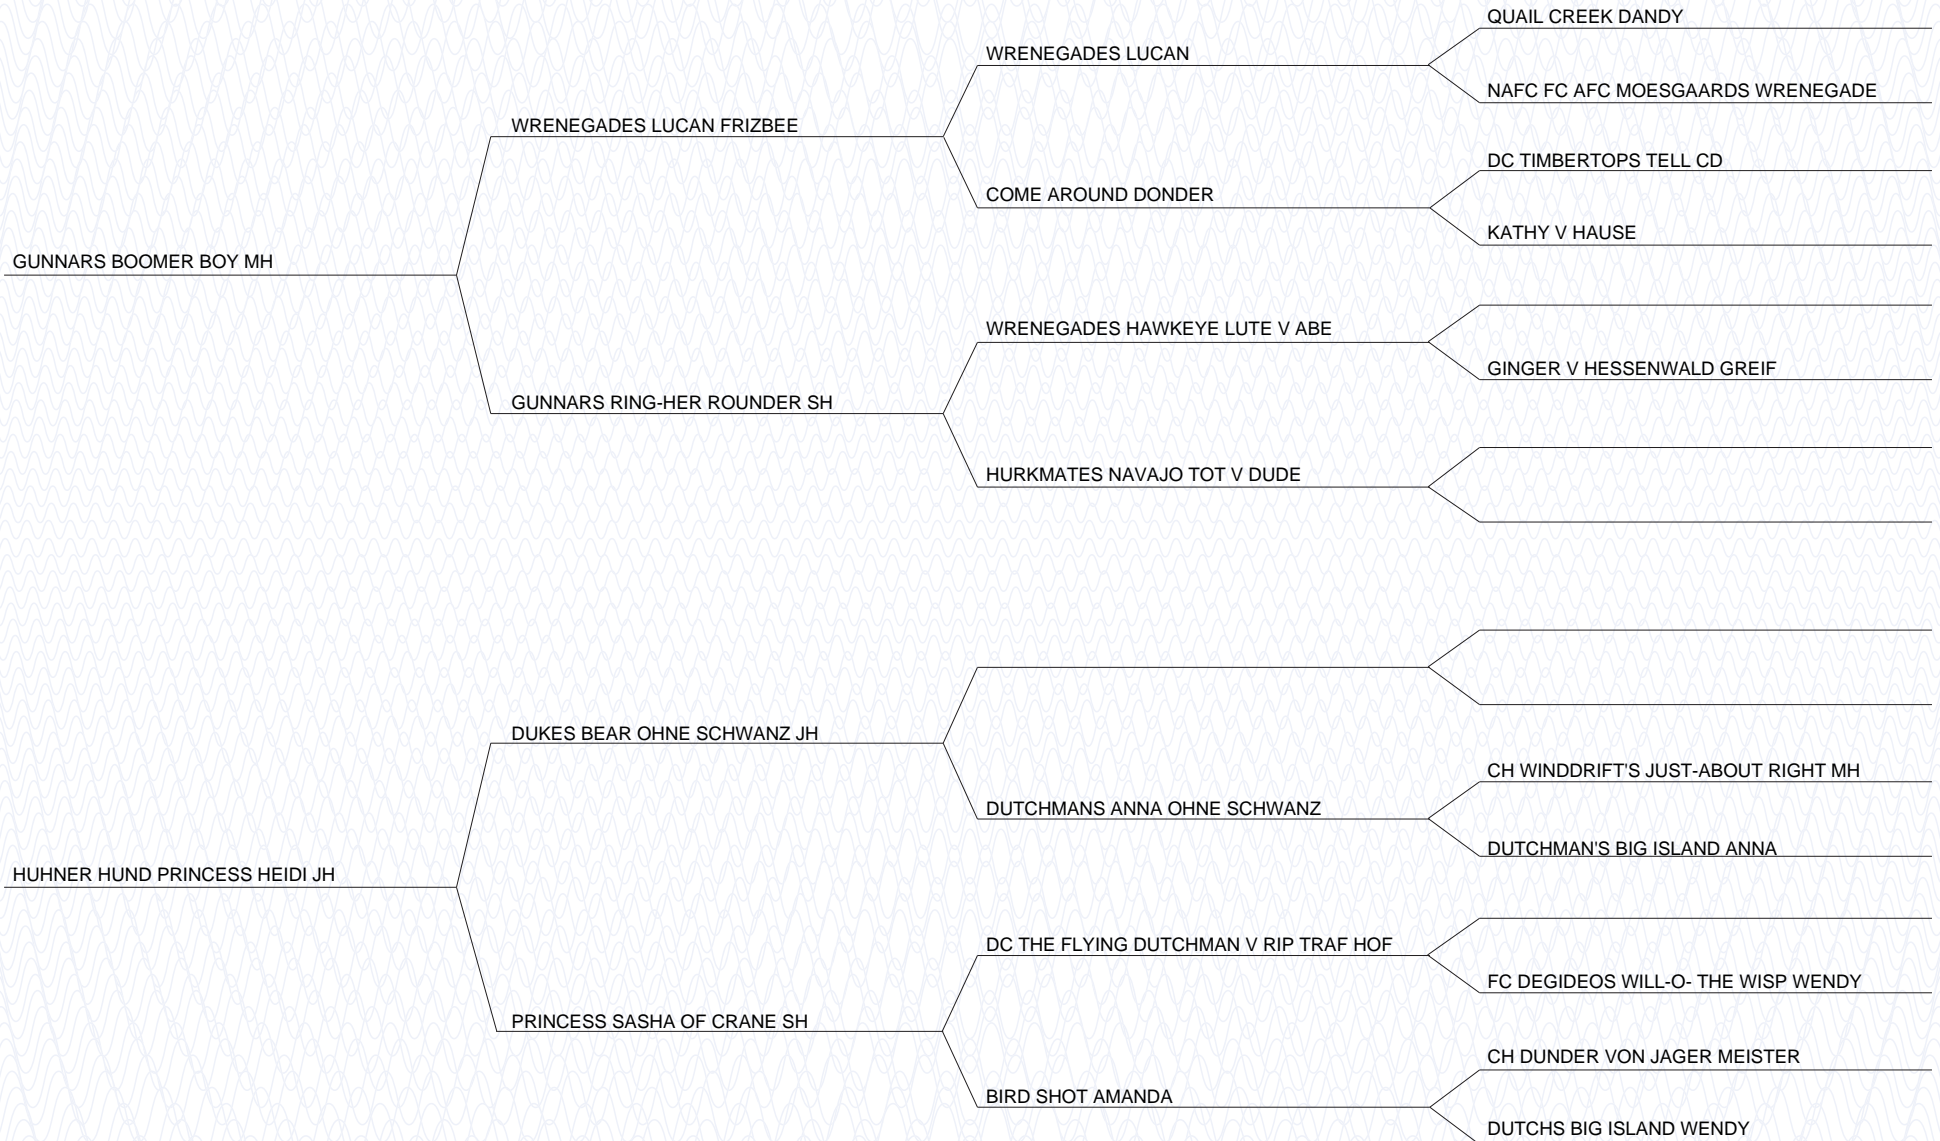 QUAIL CREEK DANDY
WRENEGADES LUCAN
NAFC FC AFC MOESGAARDS WRENEGADE
WRENEGADES LUCAN FRIZBEE
DC TIMBERTOPS TELL CD
COME AROUND DONDER
KATHY V HAUSE
GUNNARS BOOMER BOY MH
WRENEGADES HAWKEYE LUTE V ABE
GINGER V HESSENWALD GREIF
GUNNARS RING-HER ROUNDER SH
HURKMATES NAVAJO TOT V DUDE
DUKES BEAR OHNE SCHWANZ JH
CH WINDDRIFT'S JUST-ABOUT RIGHT MH
DUTCHMANS ANNA OHNE SCHWANZ
DUTCHMAN'S BIG ISLAND ANNA
HUHNER HUND PRINCESS HEIDI JH
DC THE FLYING DUTCHMAN V RIP TRAF HOF
FC DEGIDEOS WILL-O- THE WISP WENDY
PRINCESS SASHA OF CRANE SH
CH DUNDER VON JAGER MEISTER
BIRD SHOT AMANDA
DUTCHS BIG ISLAND WENDY